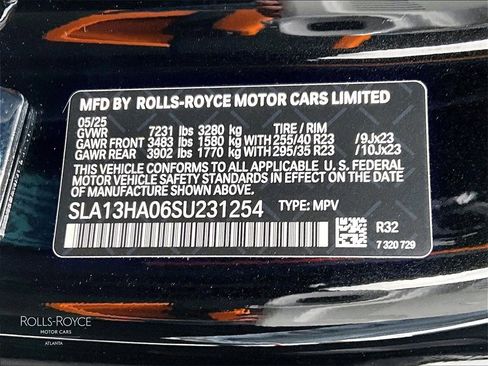 MFD BY ROLLS-ROYCE MOTOR CARS LIMITED
05/25
GVWR 7231 lbs 3280 kg TIRE / RIM
GAWR FRONT 3483 lbs 1580 kg WITH 255/40 R23 /9Jx23
GAWR REAR 3902 lbs 1770 kg WITH 295/35 R23 /10Jx23
THIS VEHICLE CONFORMS TO ALL APPLICABLE U. S. FEDERAL
MOTOR VEHICLE SAFETY STANDARDS IN EFFECT ON THE
DATE OF MANUFACTURE SHOWN ABOVE.
SLA13HA06SU231254 TYPE: MPV
R32
7 320 729
ROLLS-ROYCE
MOTOR CARS
ATLANTA